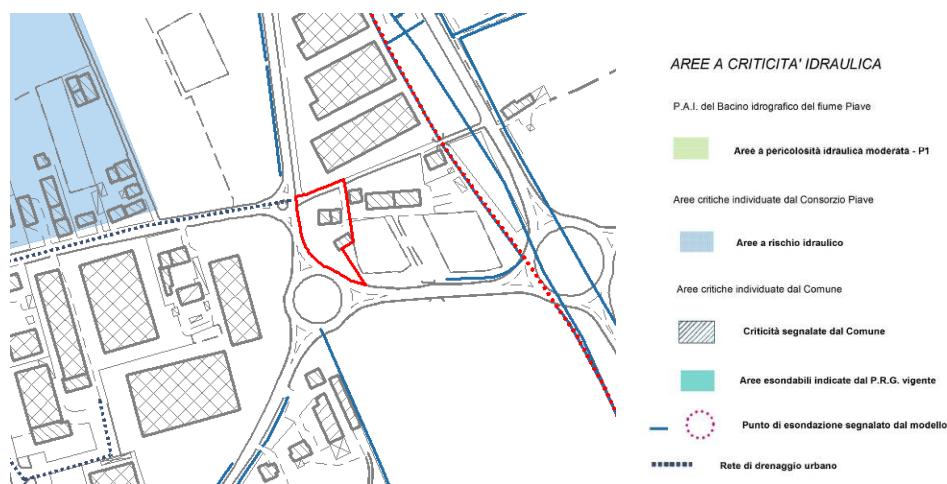 AREE A CRITICITA' IDRAULICA
P.A.I. del Bacino idrografico del fiume Piave
Aree a pericolosità idraulica moderata - P1
Aree critiche individuate dal Consorzio Piave
Aree a rischio idraulico
Aree critiche individuate dal Comune
Criticità segnalate dal Comune
Aree esondabili indicate dal P.R.G. vigente
Punto di esondazione segnalato dal modello
Rete di drenaggio urbano